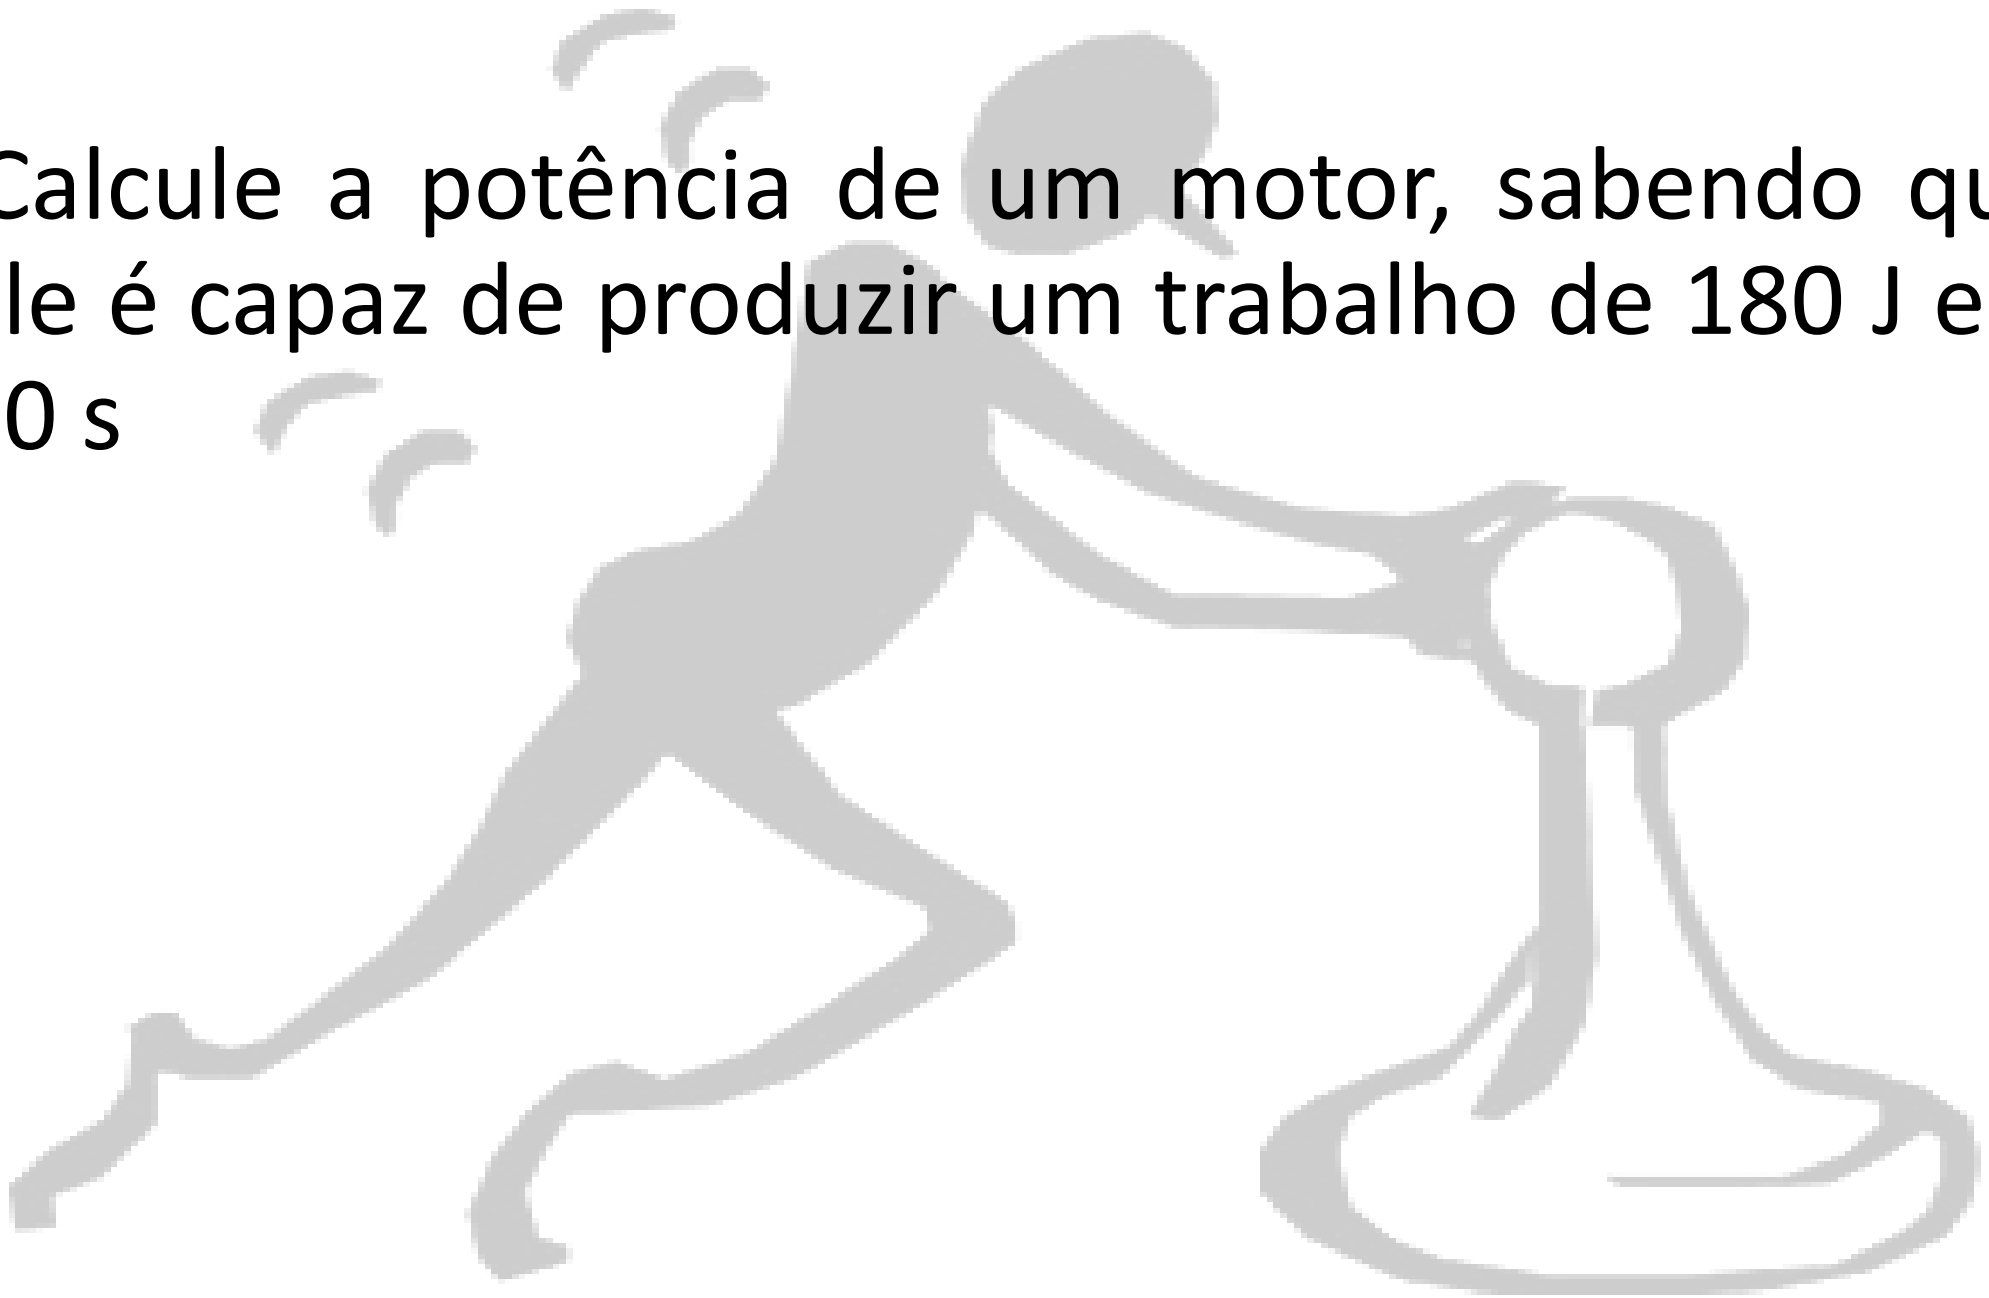 Calcule a potência de um motor, sabendo qu
le é capaz de produzir um trabalho de 180 J e
0 s